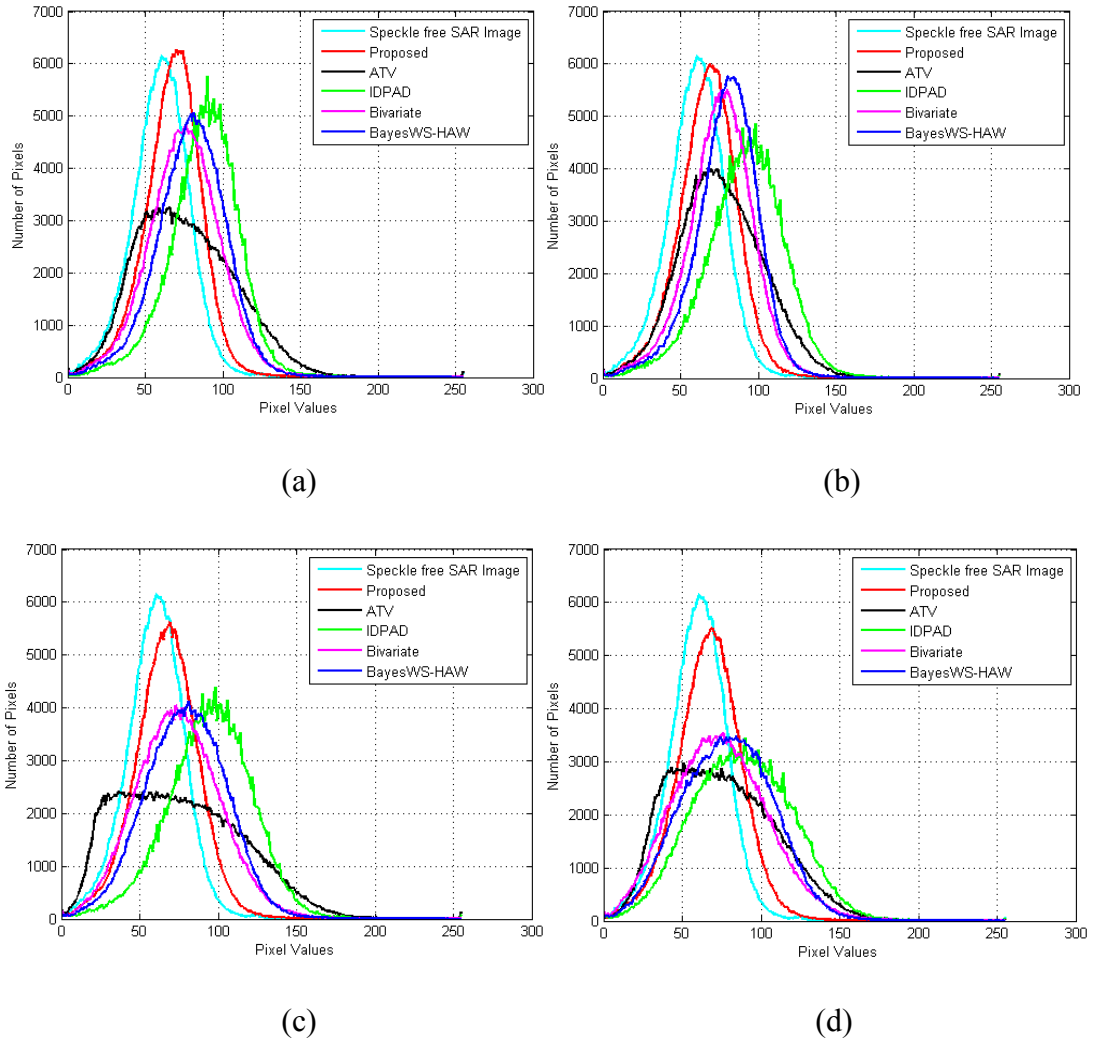 7000
6000
5000
4000
3000
2000
1000
0
Number of Pixels
Speckle free SAR Image
Proposed
ATV
IDPAD
Bivariate
BayesWS-HAW
0 50 100 150 200 250 300
Pixel Values
(a)
7000
6000
5000
4000
3000
2000
1000
0
Number of Pixels
Speckle free SAR Image
Proposed
ATV
IDPAD
Bivariate
BayesWS-HAW
0 50 100 150 200 250 300
Pixel Values
(b)
7000
6000
5000
4000
3000
2000
1000
0
Number of Pixels
Speckle free SAR Image
Proposed
ATV
IDPAD
Bivariate
BayesWS-HAW
0 50 100 150 200 250 300
Pixel Values
(c)
7000
6000
5000
4000
3000
2000
1000
0
Number of Pixels
Speckle free SAR Image
Proposed
ATV
IDPAD
Bivariate
BayesWS-HAW
0 50 100 150 200 250 300
Pixel Values
(d)